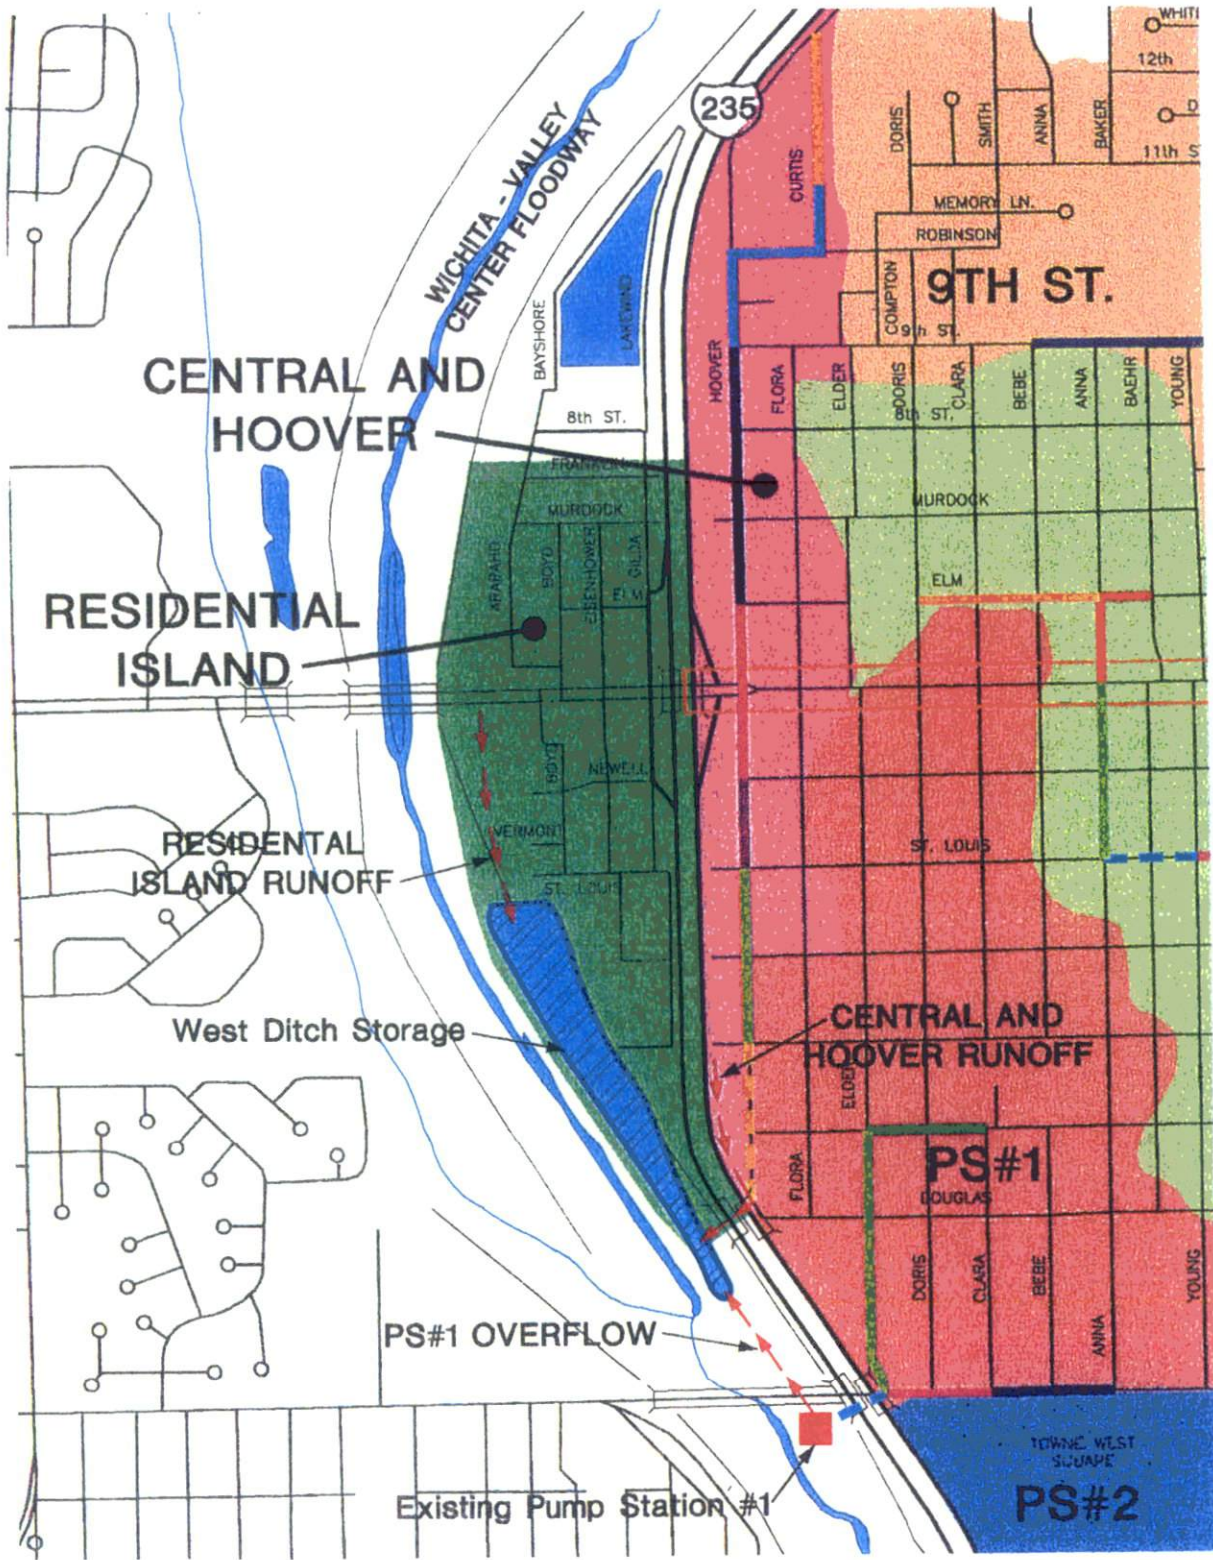 WHITE
12th
235
DORIS
SMITH
ANNA
BAKER
11th S
CURTIS
WICHITA - VALLEY
CENTER FLOODWAY
MEMORY LN.
ROBINSON
COMPTON
9TH ST.
9th ST.
BAYSHORE
LAKEWIND
HOOVER
FLORA
ELDER
DORIS
CLARA
BEBE
ANNA
BAEHR
YOUNG
8th ST.
CENTRAL AND
HOOVER
8th ST.
FRANKLIN
MURDOCK
MURDOCK
ARAPAHO
BOYD
EISENHOWER
GILDA
ELM
ELM
RESIDENTIAL
ISLAND
BOYD
NEWELL
VERMONT
ST. LOUIS
RESIDENTAL
ISLAND RUNOFF
ST. LOUIS
West Ditch Storage
CENTRAL AND
HOOVER RUNOFF
ELDER
FLORA
PS#1
DOUGLAS
DORIS
CLARA
BEBE
ANNA
YOUNG
PS#1 OVERFLOW
TOWNE WEST
SQUARE
PS#2
Existing Pump Station #1